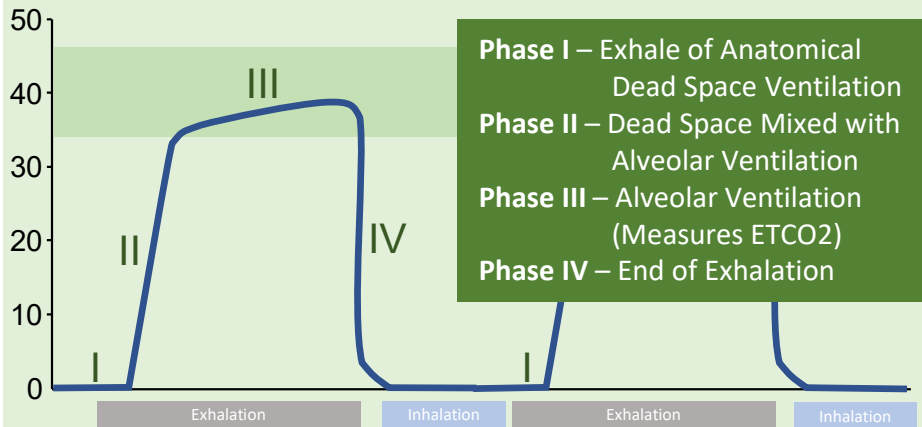 50
40
30
20
10
0
I
II
III
IV
I
Phase I – Exhale of Anatomical
Dead Space Ventilation
Phase II – Dead Space Mixed with
Alveolar Ventilation
Phase III – Alveolar Ventilation
(Measures ETCO2)
Phase IV – End of Exhalation
Exhalation
Inhalation
Exhalation
Inhalation